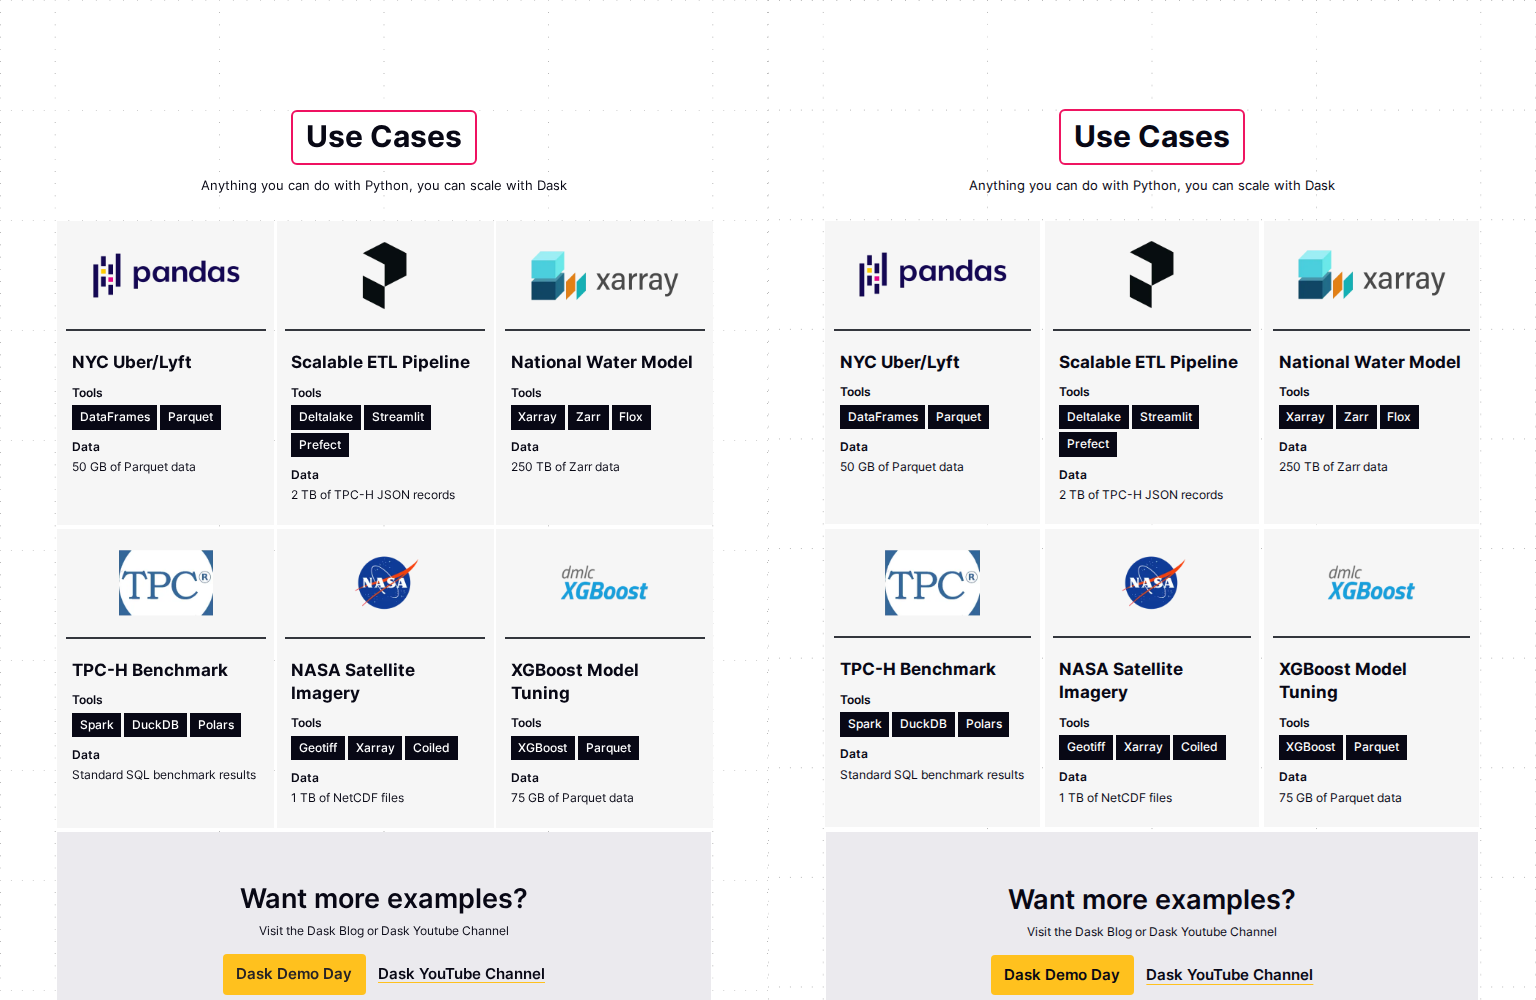 Use Cases
Anything you can do with Python, you can scale with Dask
pandas
xarray
NYC Uber/Lyft
Tools
DataFrames Parquet
Data
50 GB of Parquet data
Scalable ETL Pipeline
Tools
Deltalake Streamlit
Prefect
Data
2 TB of TPC-H JSON records
National Water Model
Tools
Xarray Zarr Flox
Data
250 TB of Zarr data
TPC®
NASA
dmlc
XGBoost
TPC-H Benchmark
Tools
Spark DuckDB Polars
Data
Standard SQL benchmark results
NASA Satellite
Imagery
Tools
Geotiff Xarray Coiled
Data
1 TB of NetCDF files
XGBoost Model
Tuning
Tools
XGBoost Parquet
Data
75 GB of Parquet data
Want more examples?
Visit the Dask Blog or Dask Youtube Channel
Dask Demo Day Dask YouTube Channel
Use Cases
Anything you can do with Python, you can scale with Dask
pandas
xarray
NYC Uber/Lyft
Tools
DataFrames Parquet
Data
50 GB of Parquet data
Scalable ETL Pipeline
Tools
Deltalake Streamlit
Prefect
Data
2 TB of TPC-H JSON records
National Water Model
Tools
Xarray Zarr Flox
Data
250 TB of Zarr data
TPC®
NASA
dmlc
XGBoost
TPC-H Benchmark
Tools
Spark DuckDB Polars
Data
Standard SQL benchmark results
NASA Satellite
Imagery
Tools
Geotiff Xarray Coiled
Data
1 TB of NetCDF files
XGBoost Model
Tuning
Tools
XGBoost Parquet
Data
75 GB of Parquet data
Want more examples?
Visit the Dask Blog or Dask Youtube Channel
Dask Demo Day Dask YouTube Channel